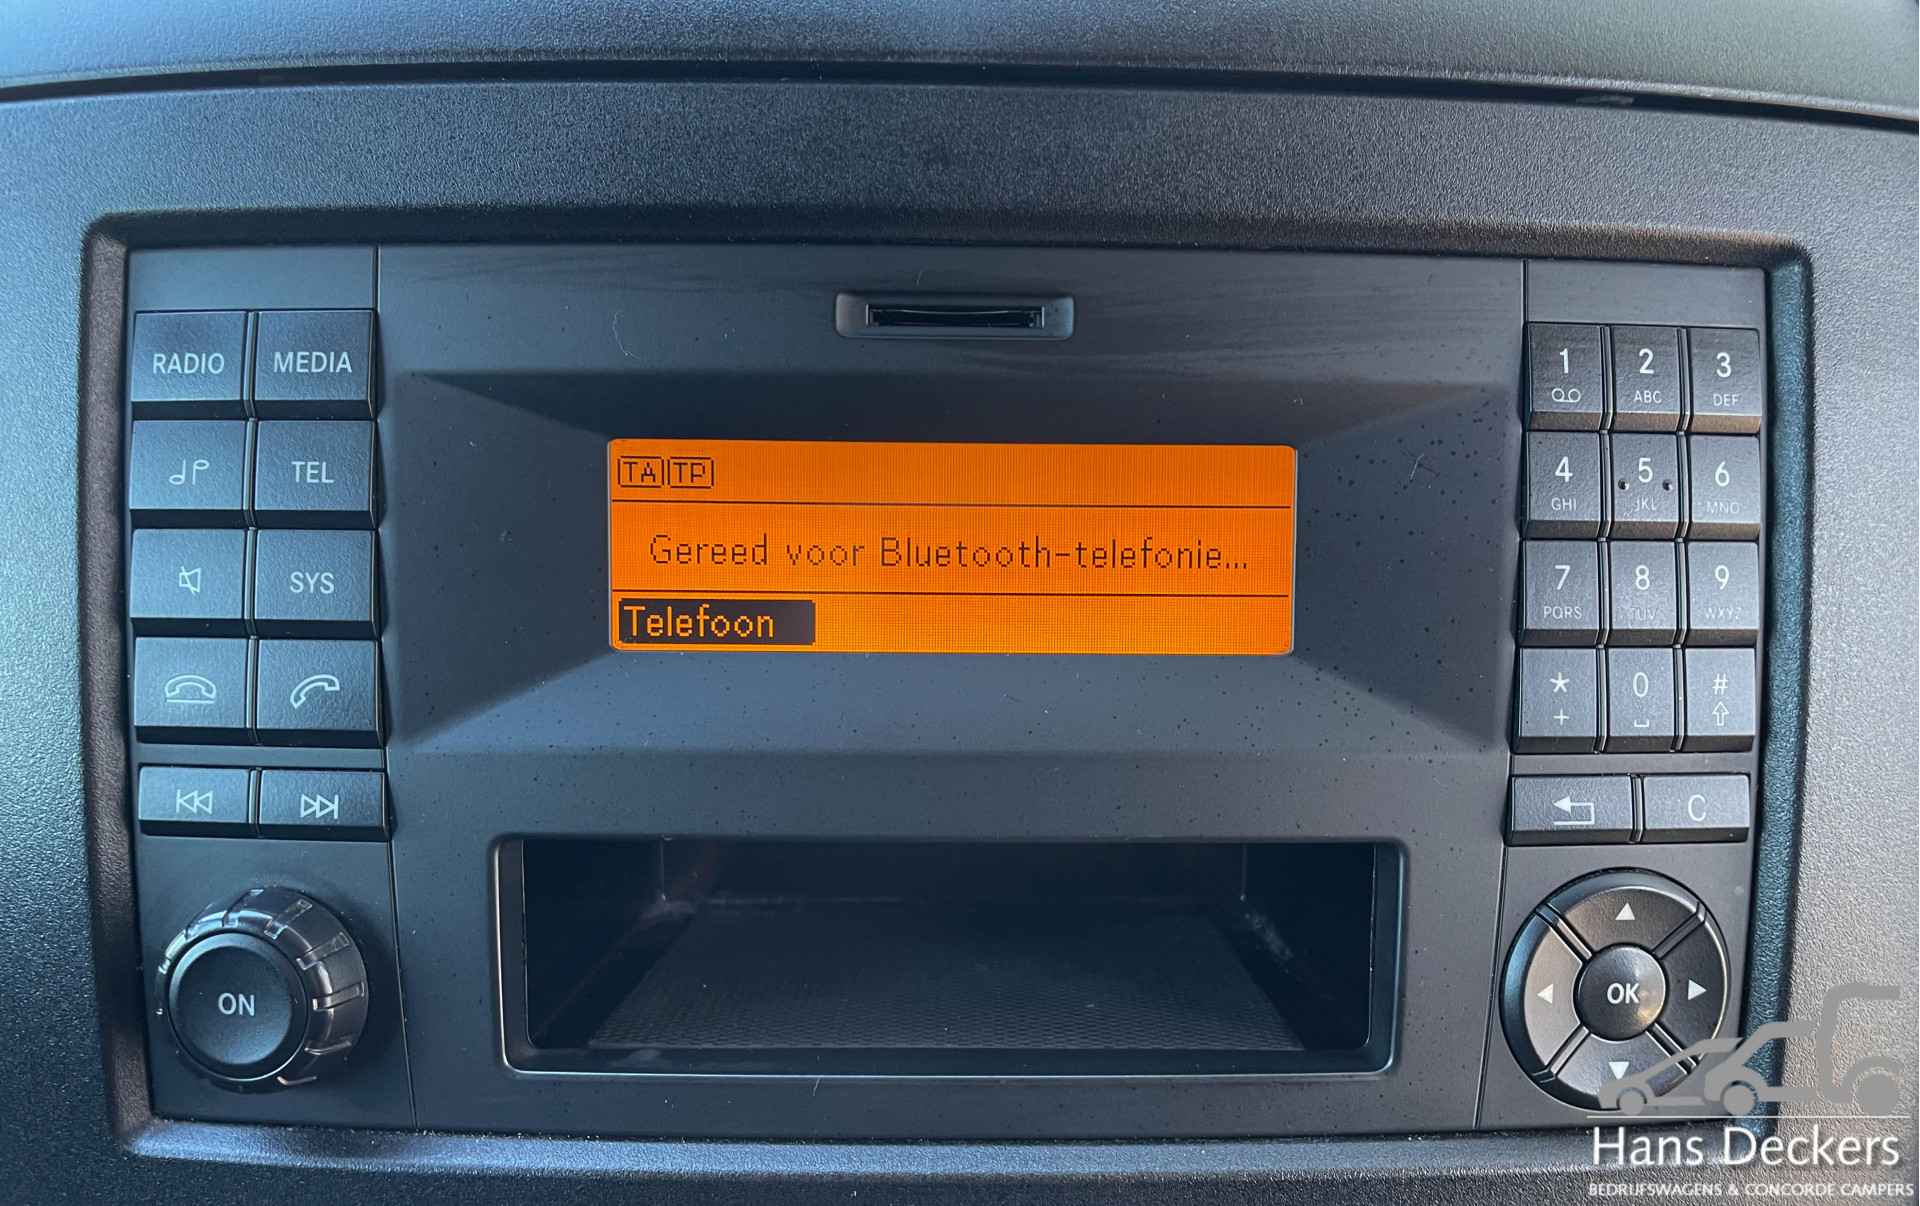 RADIO MEDIA
TEL
SYS
ON
TA TP
Gereed voor Bluetooth-telefonie...
Telefoon
1 2 3
ABC DEF
4 5 6
GHI JKL MNO
7 8 9
PQRS TUV WXYZ
* 0 #
+
C
OK
Hans Deckers
BEDRIJFSWAGENS & CONCORDE CAMPERS